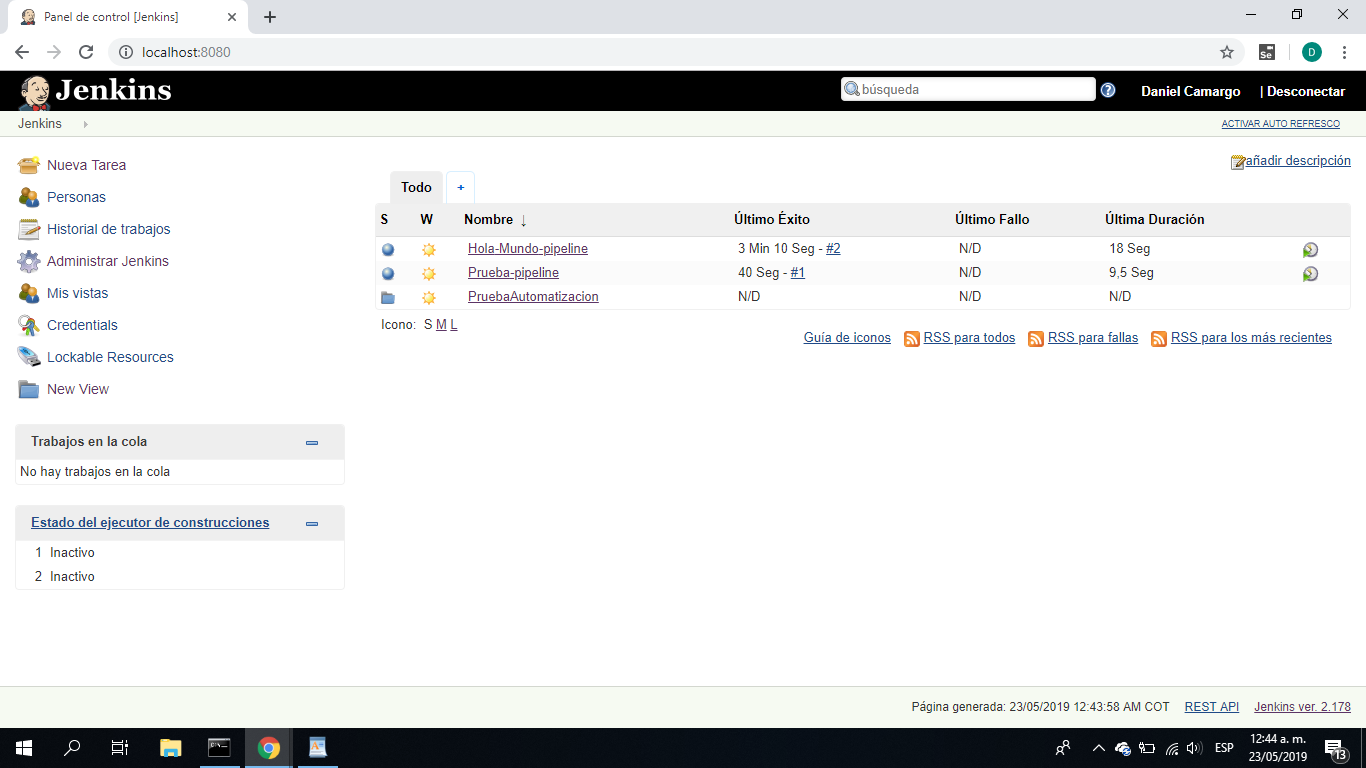 Panel de control [Jenkins]
localhost:8080
Jenkins
búsqueda
Daniel Camargo
| Desconectar
Jenkins
ACTIVAR AUTO REFRESCO
Nueva Tarea
Personas
Historial de trabajos
Administrar Jenkins
Mis vistas
Credentials
Lockable Resources
New View
Trabajos en la cola
No hay trabajos en la cola
Estado del ejecutor de construcciones
1 Inactivo
2 Inactivo
añadir descripción
Todo +
S W Nombre ↓ Último Éxito Último Fallo Última Duración
Hola-Mundo-pipeline 3 Min 10 Seg - #2 N/D 18 Seg
Prueba-pipeline 40 Seg - #1 N/D 9,5 Seg
PruebaAutomatizacion N/D N/D N/D
Icono: S M L
Guía de iconos RSS para todos RSS para fallas RSS para los más recientes
Página generada: 23/05/2019 12:43:58 AM COT REST API Jenkins ver. 2.178
Se
D
ESP
12:44 a. m.
23/05/2019
13